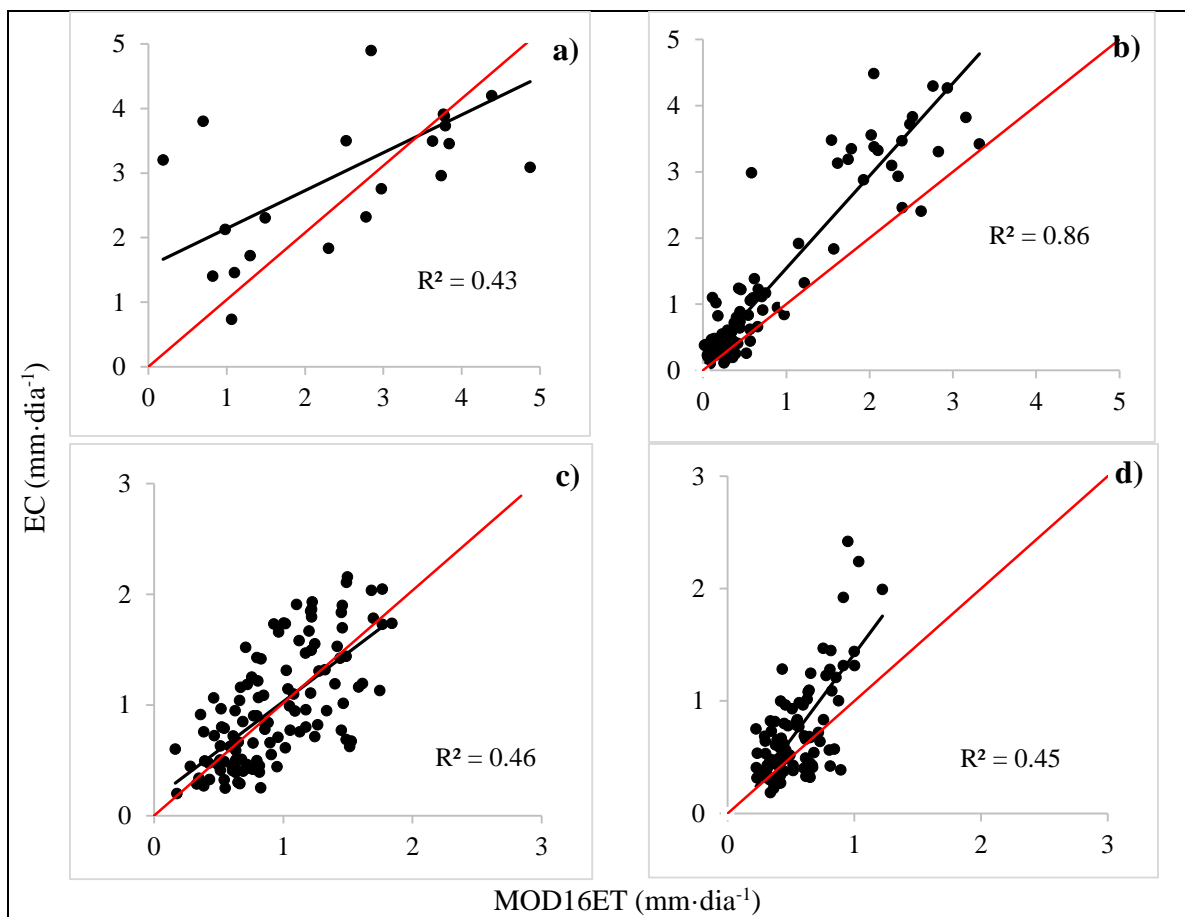 a)
5
4
3
2
1
0
R² = 0.43
0 1 2 3 4 5
b)
5
4
3
2
1
0
R² = 0.86
0 1 2 3 4 5
EC (mm·dia⁻¹)
c)
3
2
1
0
R² = 0.46
0 1 2 3
d)
3
2
1
0
R² = 0.45
0 1 2 3
MOD16ET (mm·dia⁻¹)